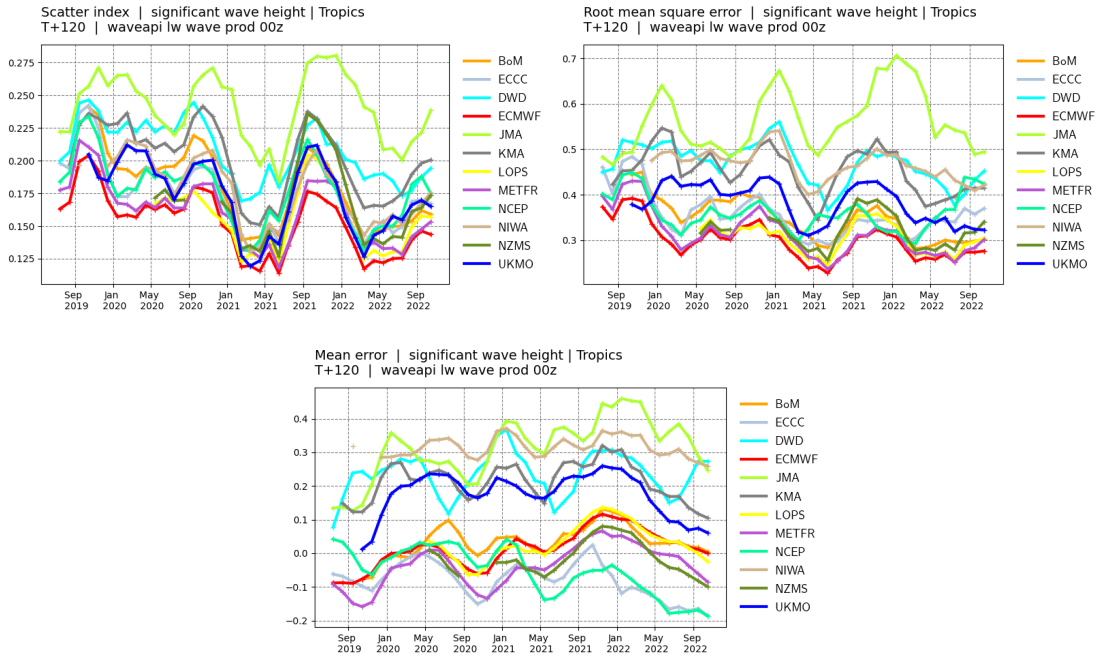 Scatter index | significant wave height | Tropics
T+120 | waveapi lw wave prod 00z
0.275
0.250
0.225
0.200
0.175
0.150
0.125
Sep 2019
Jan 2020
May 2020
Sep 2020
Jan 2021
May 2021
Sep 2021
Jan 2022
May 2022
Sep 2022
BoM
ECCC
DWD
ECMWF
JMA
KMA
LOPS
METFR
NCEP
NIWA
NZMS
UKMO
Root mean square error | significant wave height | Tropics
T+120 | waveapi lw wave prod 00z
0.7
0.6
0.5
0.4
0.3
Sep 2019
Jan 2020
May 2020
Sep 2020
Jan 2021
May 2021
Sep 2021
Jan 2022
May 2022
Sep 2022
BoM
ECCC
DWD
ECMWF
JMA
KMA
LOPS
METFR
NCEP
NIWA
NZMS
UKMO
Mean error | significant wave height | Tropics
T+120 | waveapi lw wave prod 00z
0.4
0.3
0.2
0.1
0.0
−0.1
−0.2
Sep 2019
Jan 2020
May 2020
Sep 2020
Jan 2021
May 2021
Sep 2021
Jan 2022
May 2022
Sep 2022
BoM
ECCC
DWD
ECMWF
JMA
KMA
LOPS
METFR
NCEP
NIWA
NZMS
UKMO